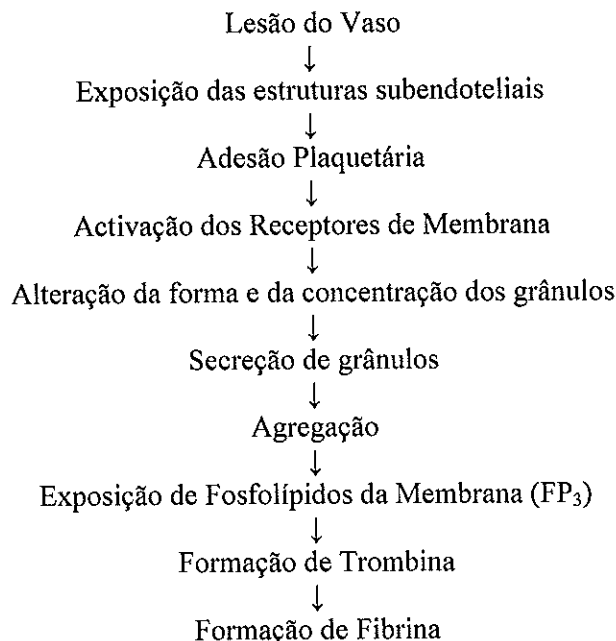 Lesão do Vaso
↓
Exposição das estruturas subendoteliais
↓
Adesão Plaquetária
↓
Activação dos Receptores de Membrana
↓
Alteração da forma e da concentração dos grânulos
↓
Secreção de grânulos
↓
Agregação
↓
Exposição de Fosfolípidos da Membrana (FP₃)
↓
Formação de Trombina
↓
Formação de Fibrina